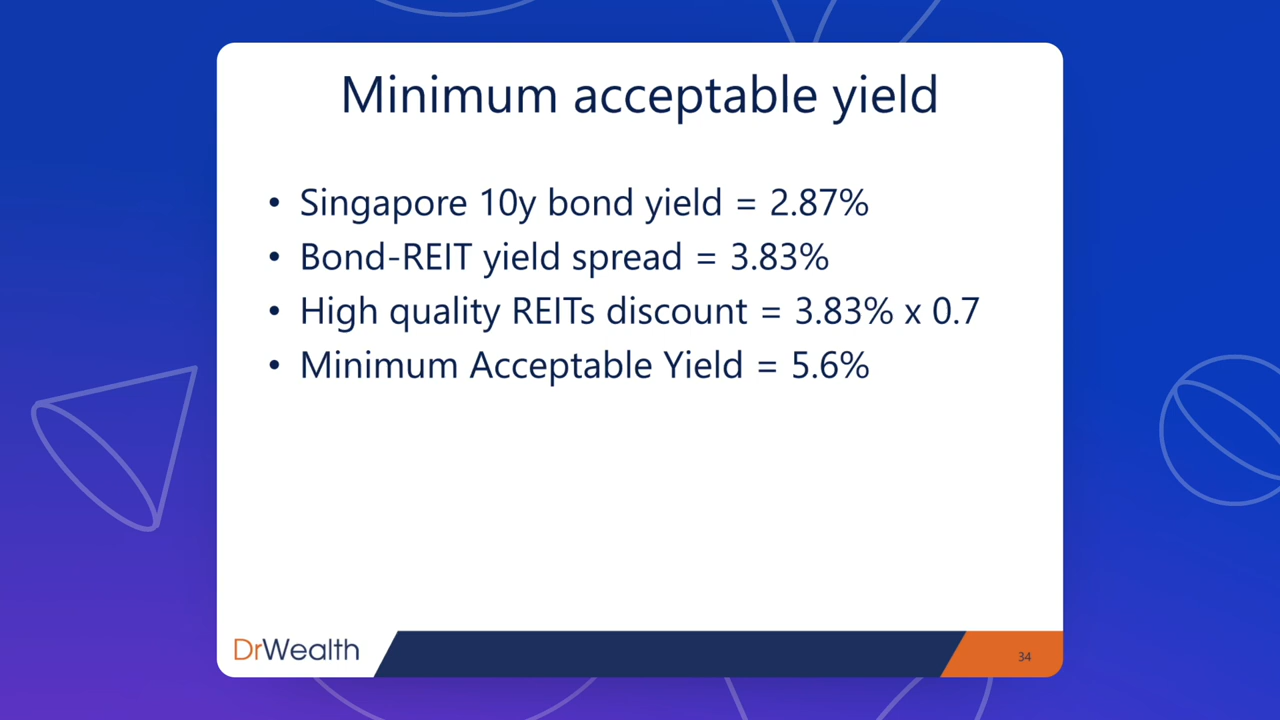 Minimum acceptable yield
• Singapore 10y bond yield = 2.87%
• Bond-REIT yield spread = 3.83%
• High quality REITs discount = 3.83% x 0.7
• Minimum Acceptable Yield = 5.6%
DrWealth
34